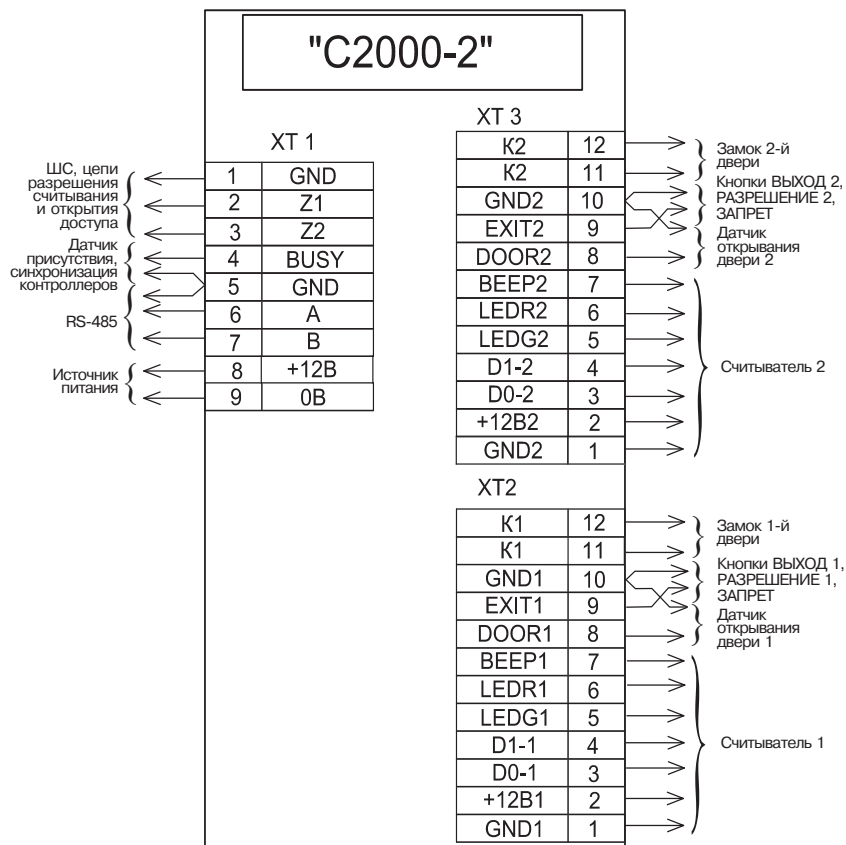 "С2000-2"
XT 1
ШС, цепи
разрешения
считывания
и открытия
доступа
Датчик
присутствия,
синхронизация
контроллеров
RS-485
Источник
питания
1 GND
2 Z1
3 Z2
4 BUSY
5 GND
6 A
7 B
8 +12В
9 0В
XT 3
К2 12
К2 11
GND2 10
EXIT2 9
DOOR2 8
BEEP2 7
LEDR2 6
LEDG2 5
D1-2 4
D0-2 3
+12В2 2
GND2 1
Замок 2-й
двери
Кнопки ВЫХОД 2,
РАЗРЕШЕНИЕ 2,
ЗАПРЕТ
Датчик
открывания
двери 2
Считыватель 2
XT2
К1 12
К1 11
GND1 10
EXIT1 9
DOOR1 8
BEEP1 7
LEDR1 6
LEDG1 5
D1-1 4
D0-1 3
+12В1 2
GND1 1
Замок 1-й
двери
Кнопки ВЫХОД 1,
РАЗРЕШЕНИЕ 1,
ЗАПРЕТ
Датчик
открывания
двери 1
Считыватель 1